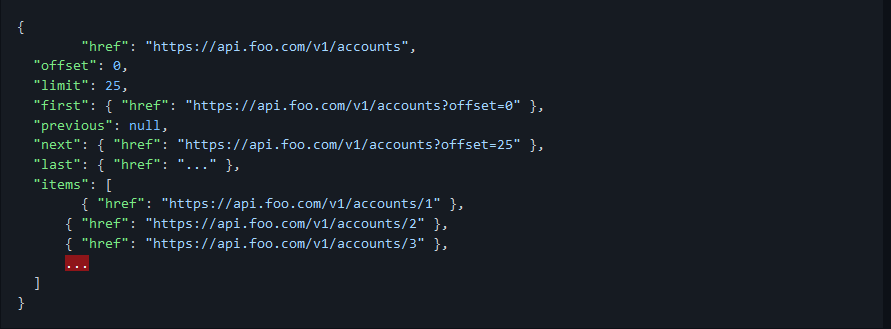 {
        "href": "https://api.foo.com/v1/accounts",
  "offset": 0,
  "limit": 25,
  "first": { "href": "https://api.foo.com/v1/accounts?offset=0" },
  "previous": null,
  "next": { "href": "https://api.foo.com/v1/accounts?offset=25" },
  "last": { "href": "..." },
  "items": [
        { "href": "https://api.foo.com/v1/accounts/1" },
      { "href": "https://api.foo.com/v1/accounts/2" },
      { "href": "https://api.foo.com/v1/accounts/3" },
      ...
  ]
}